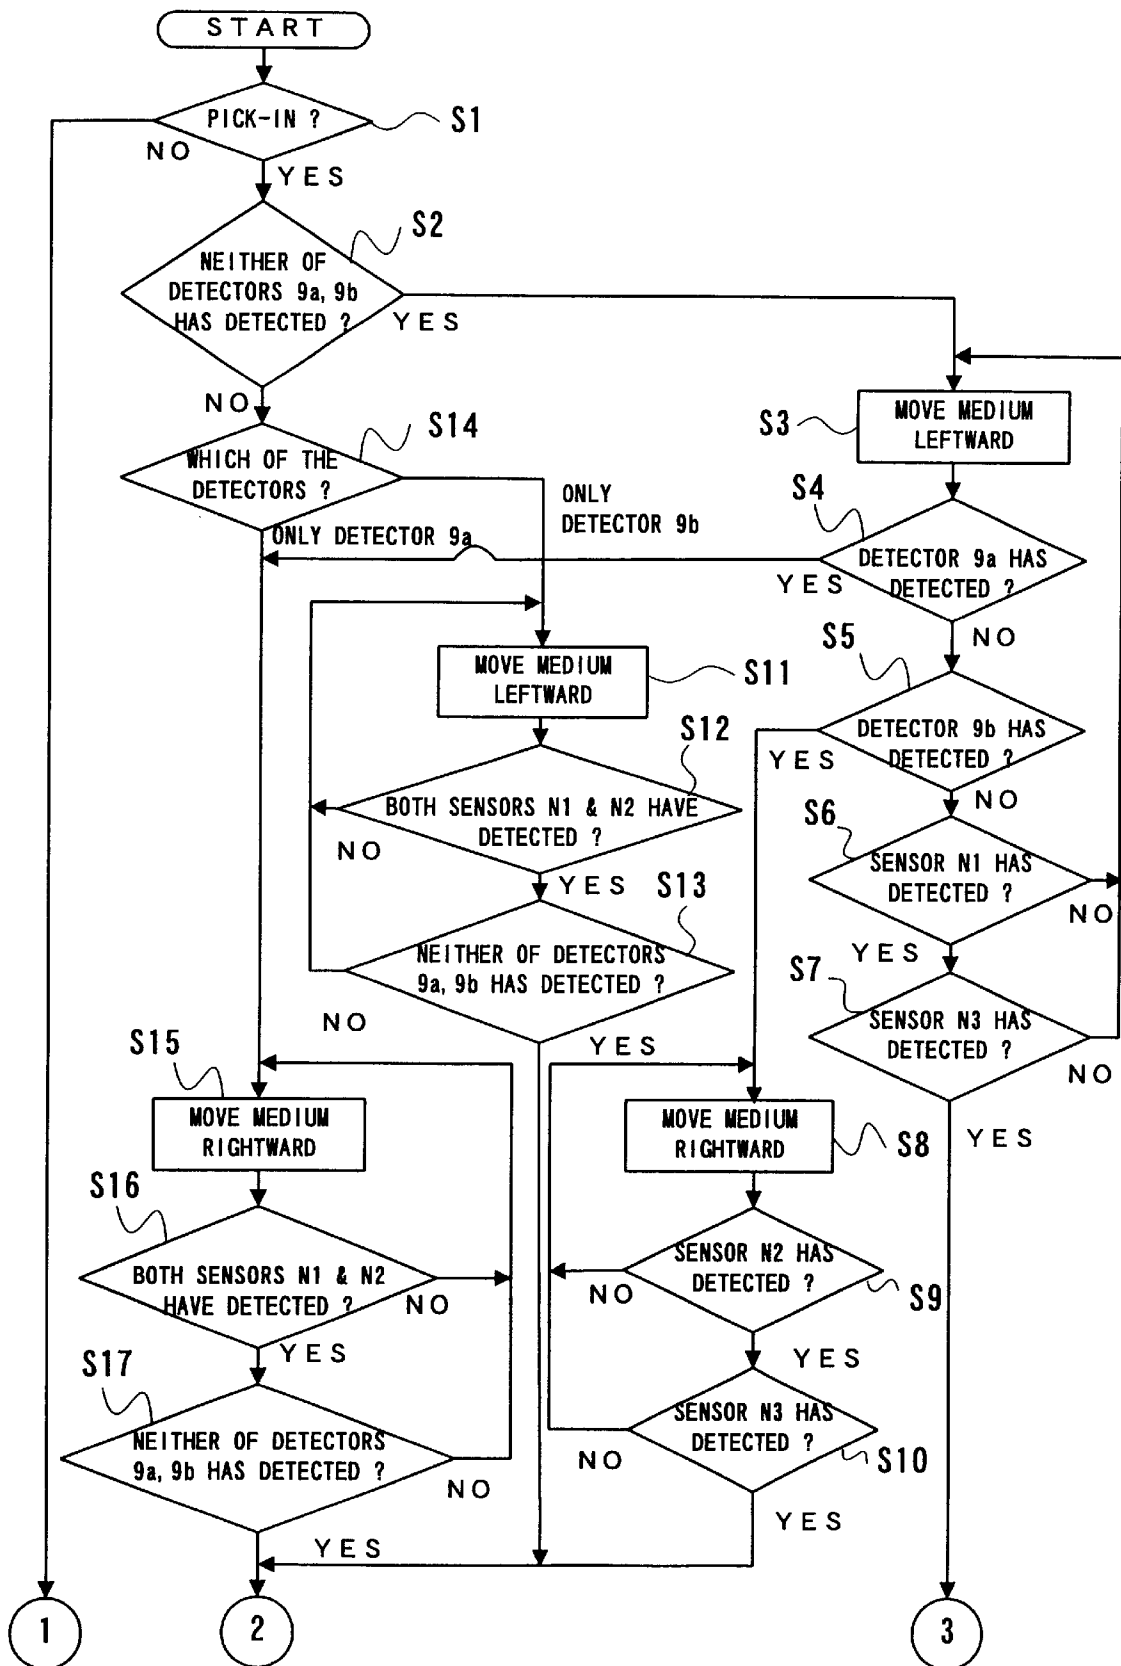 START
PICK-IN ?
S1
NO
YES
S2
NEITHER OF
DETECTORS 9a, 9b
HAS DETECTED ?
YES
NO
S14
WHICH OF THE
DETECTORS ?
ONLY
DETECTOR 9b
ONLY DETECTOR 9a
S3
MOVE MEDIUM
LEFTWARD
S4
DETECTOR 9a HAS
DETECTED ?
YES
NO
S5
DETECTOR 9b HAS
DETECTED ?
YES
NO
S6
SENSOR N1 HAS
DETECTED ?
NO
YES
S7
SENSOR N3 HAS
DETECTED ?
NO
YES
MOVE MEDIUM
LEFTWARD
S11
S12
BOTH SENSORS N1 & N2 HAVE
DETECTED ?
NO
YES
S13
NEITHER OF DETECTORS
9a, 9b HAS DETECTED ?
NO
YES
S15
MOVE MEDIUM
RIGHTWARD
S16
BOTH SENSORS N1 & N2
HAVE DETECTED ?
NO
YES
S17
NEITHER OF DETECTORS
9a, 9b HAS DETECTED ?
NO
YES
MOVE MEDIUM
RIGHTWARD
S8
SENSOR N2 HAS
DETECTED ?
S9
NO
YES
SENSOR N3 HAS
DETECTED ?
S10
NO
YES
1
2
3